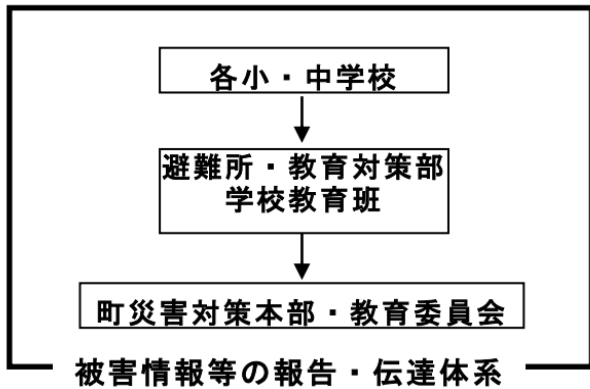 各小・中学校
避難所・教育対策部
学校教育班
町災害対策本部・教育委員会
被害情報等の報告・伝達体系